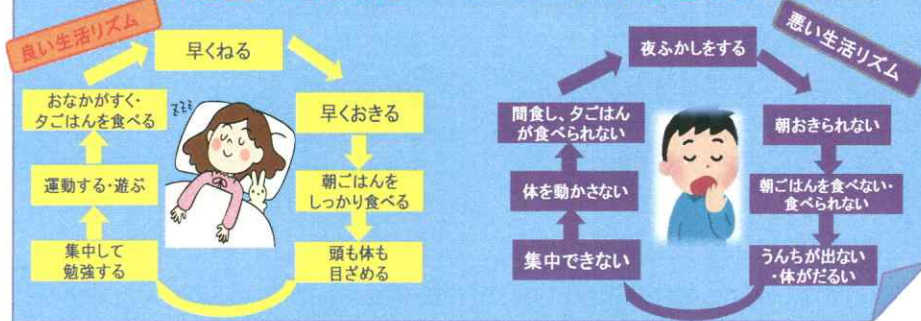 良い生活リズム
早くねる
早くおきる
朝ごはんを
しっかり食べる
頭も体も
目ざめる
集中して
勉強する
運動する・遊ぶ
おなかがすく・
夕ごはんを食べる
zzz
悪い生活リズム
夜ふかしをする
朝おきられない
朝ごはんを食べない・
食べられない
うんちが出ない
・体がだるい
集中できない
体を動かさない
間食し、夕ごはん
が食べられない